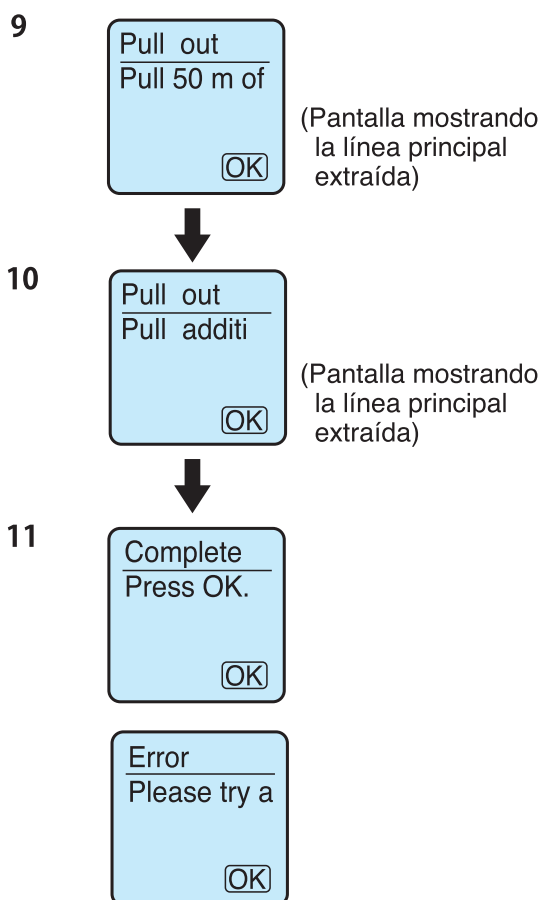 9
Pull out
Pull 50 m of
OK
(Pantalla mostrando
la línea principal
extraída)
10
Pull out
Pull additi
OK
(Pantalla mostrando
la línea principal
extraída)
11
Complete
Press OK.
OK
Error
Please try a
OK